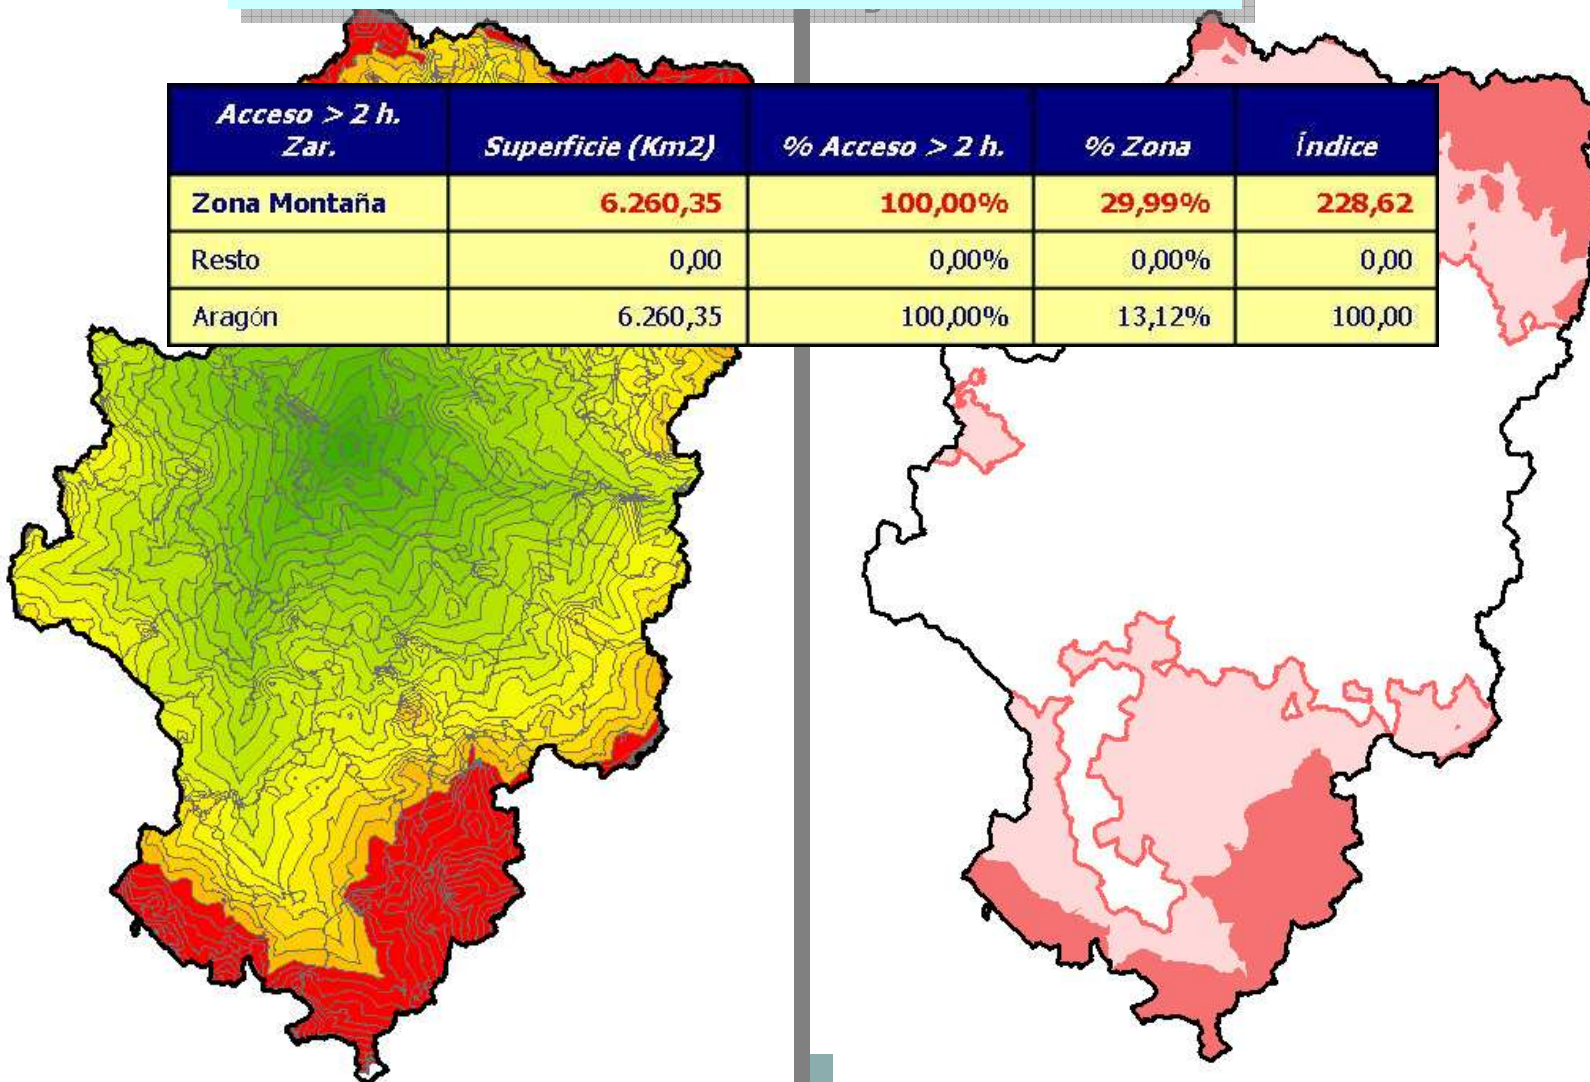 Acceso > 2 h.
Zar.
Superficie (Km2)
% Acceso > 2 h.
% Zona
Índice
Zona Montaña 6.260,35 100,00% 29,99% 228,62
Resto 0,00 0,00% 0,00% 0,00
Aragón 6.260,35 100,00% 13,12% 100,00